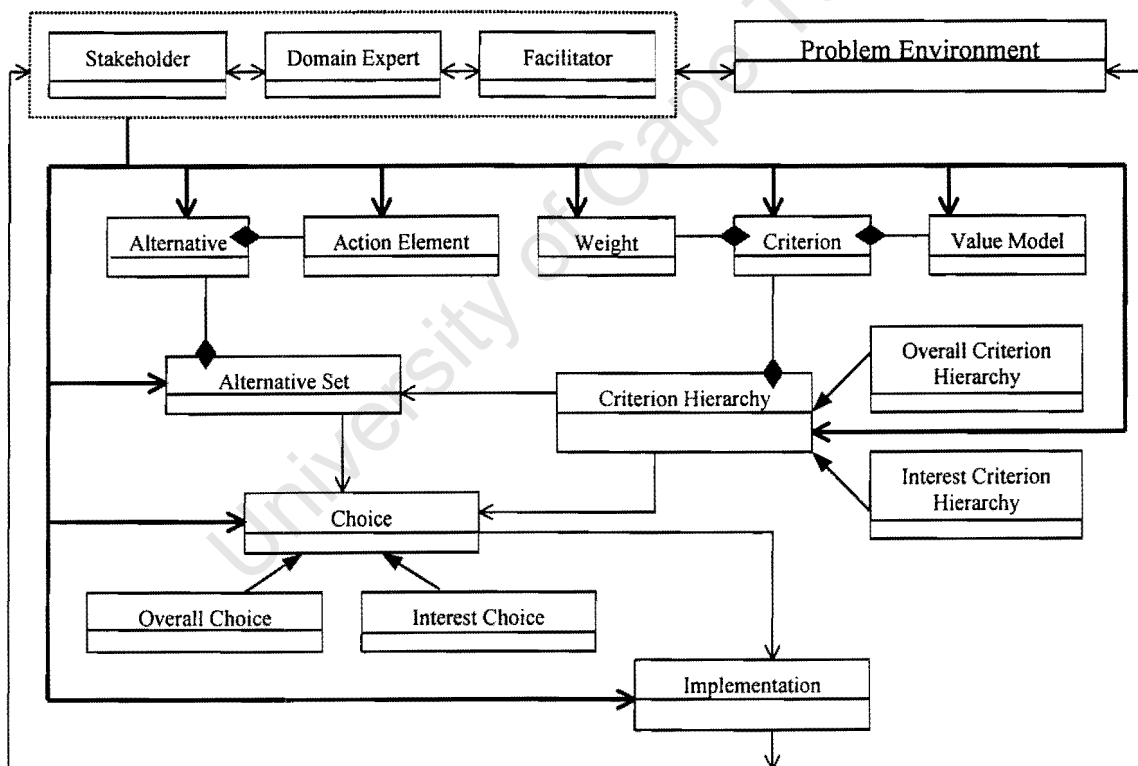 Stakeholder
Domain Expert
Facilitator
Problem Environment
Alternative
Action Element
Weight
Criterion
Value Model
Alternative Set
Criterion Hierarchy
Overall Criterion
Hierarchy
Interest Criterion
Hierarchy
Choice
Overall Choice
Interest Choice
Implementation
University of Cape